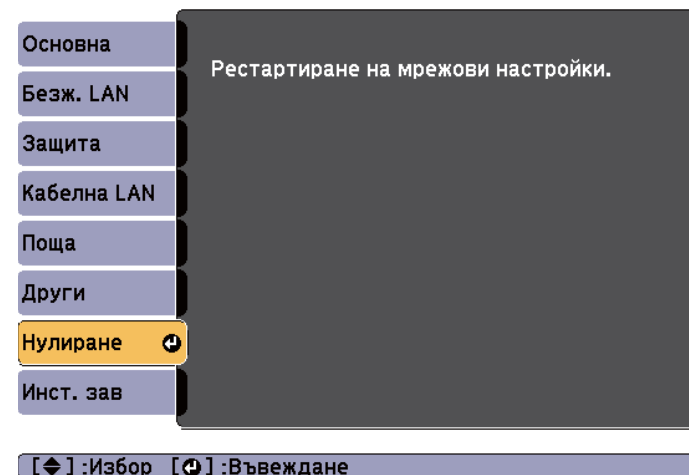 Основна
Безж. LAN
Защита
Кабелна LAN
Поща
Други
Нулиране
Инст. зав
Рестартиране на мрежови настройки.
[◆] :Избор [⏎] :Въвеждане